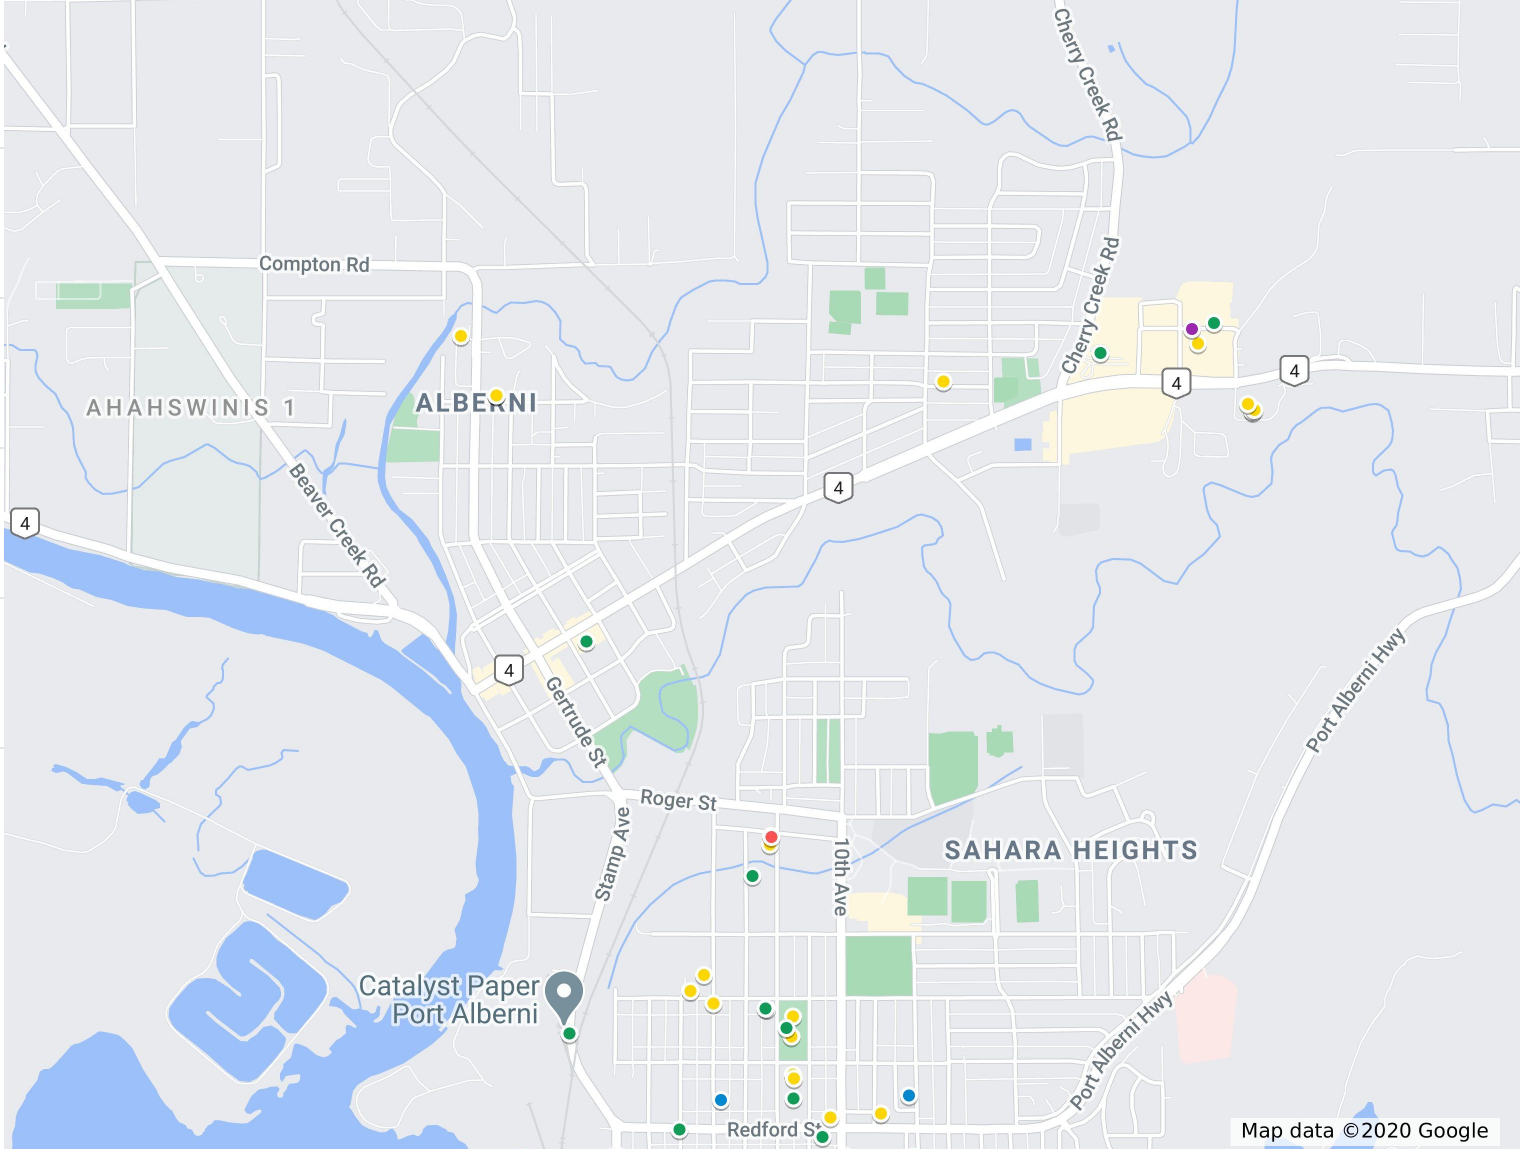 Cherry Creek Rd
Compton Rd
Cherry Creek Rd
4
4
ALBERNI
AHAHSWINIS 1
4
Beaver Creek Rd
4
4
Port Alberni Hwy
Gertrude St
Roger St
Stamp Ave
10th Ave
SAHARA HEIGHTS
Catalyst Paper
Port Alberni
Port Alberni Hwy
Redford St
Map data ©2020 Google